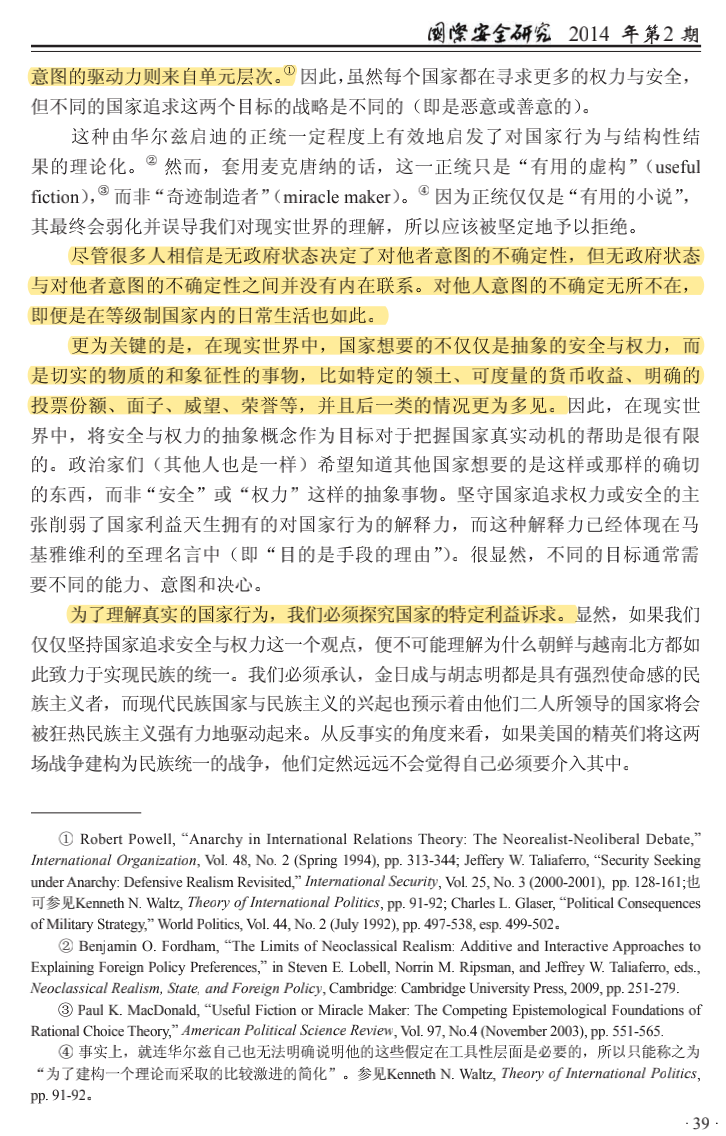 国际安全研究 2014 年第2 期
意图的驱动力则来自单元层次。① 因此，虽然每个国家都在寻求更多的权力与安全，
但不同的国家追求这两个目标的战略是不同的（即是恶意或善意的）。
这种由华尔兹启迪的正统一定程度上有效地启发了对国家行为与结构性结
果的理论化。② 然而，套用麦克唐纳的话，这一正统只是“有用的虚构”（useful
fiction），③ 而非“奇迹制造者”（miracle maker）。④ 因为正统仅仅是“有用的小说”，
其最终会弱化并误导我们对现实世界的理解，所以应该被坚定地予以拒绝。
尽管很多人相信是无政府状态决定了对他者意图的不确定性，但无政府状态
与对他者意图的不确定性之间并没有内在联系。对他人意图的不确定无所不在，
即便是在等级制国家内的日常生活也如此。
更为关键的是，在现实世界中，国家想要的不仅仅是抽象的安全与权力，而
是切实的物质的和象征性的事物，比如特定的领土、可度量的货币收益、明确的
投票份额、面子、威望、荣誉等，并且后一类的情况更为多见。因此，在现实世
界中，将安全与权力的抽象概念作为目标对于把握国家真实动机的帮助是很有限
的。政治家们（其他人也是一样）希望知道其他国家想要的是这样或那样的确切
的东西，而非“安全”或“权力”这样的抽象事物。坚守国家追求权力或安全的主
张削弱了国家利益天生拥有的对国家行为的解释力，而这种解释力已经体现在马
基雅维利的至理名言中（即“目的是手段的理由”）。很显然，不同的目标通常需
要不同的能力、意图和决心。
为了理解真实的国家行为，我们必须探究国家的特定利益诉求。显然，如果我们
仅仅坚持国家追求安全与权力这一个观点，便不可能理解为什么朝鲜与越南北方都如
此致力于实现民族的统一。我们必须承认，金日成与胡志明都是具有强烈使命感的民
族主义者，而现代民族国家与民族主义的兴起也预示着由他们二人所领导的国家将会
被狂热民族主义强有力地驱动起来。从反事实的角度来看，如果美国的精英们将这两
场战争建构为民族统一的战争，他们定然远远不会觉得自己必须要介入其中。
① Robert Powell, “Anarchy in International Relations Theory: The Neorealist-Neoliberal Debate,”
International Organization, Vol. 48, No. 2 (Spring 1994), pp. 313-344; Jeffery W. Taliaferro, “Security Seeking
under Anarchy: Defensive Realism Revisited,” International Security, Vol. 25, No. 3 (2000-2001), pp. 128-161;也
可参见Kenneth N. Waltz, Theory of International Politics, pp. 91-92; Charles L. Glaser, “Political Consequences
of Military Strategy,” World Politics, Vol. 44, No. 2 (July 1992), pp. 497-538, esp. 499-502。
② Benjamin O. Fordham, “The Limits of Neoclassical Realism: Additive and Interactive Approaches to
Explaining Foreign Policy Preferences,” in Steven E. Lobell, Norrin M. Ripsman, and Jeffrey W. Taliaferro, eds.,
Neoclassical Realism, State, and Foreign Policy, Cambridge: Cambridge University Press, 2009, pp. 251-279.
③ Paul K. MacDonald, “Useful Fiction or Miracle Maker: The Competing Epistemological Foundations of
Rational Choice Theory,” American Political Science Review, Vol. 97, No.4 (November 2003), pp. 551-565.
④ 事实上，就连华尔兹自己也无法明确说明他的这些假定在工具性层面是必要的，所以只能称之为
“为了建构一个理论而采取的比较激进的简化”。参见Kenneth N. Waltz, Theory of International Politics,
pp. 91-92。
· 39 ·